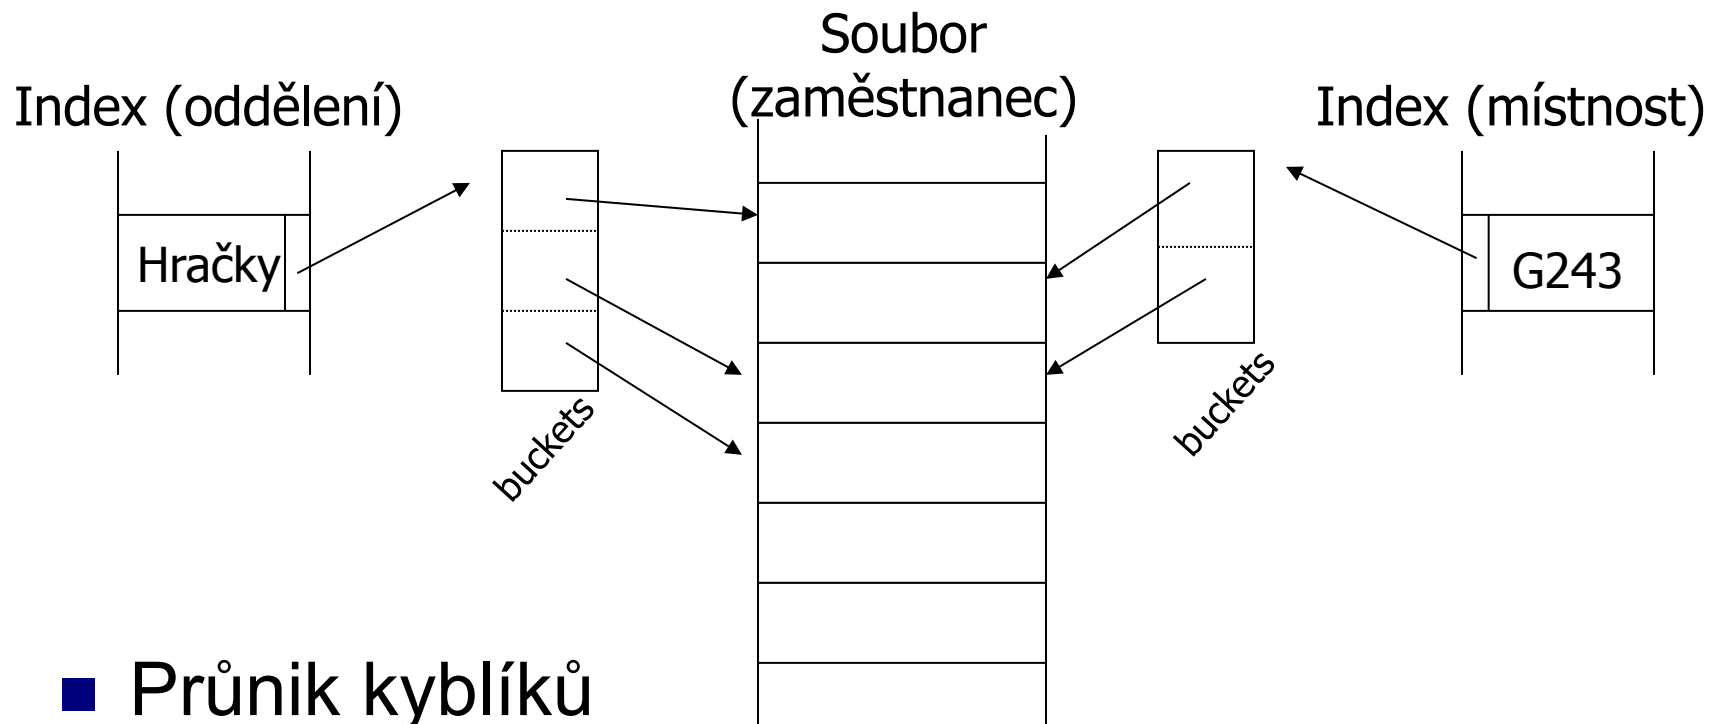 Soubor
(zaměstnanec)
Index (oddělení)
Index (místnost)
Hračky
G243
buckets
buckets
Průnik kyblíků